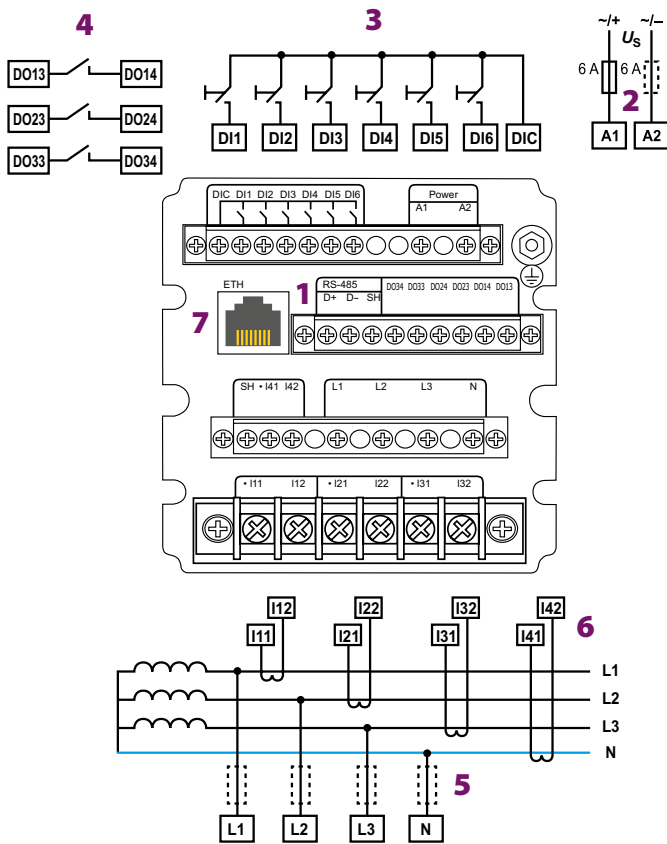 4
3
~/+ ~/–
US
6 A 6 A
2
DO13 DO14
DO23 DO24
DO33 DO34
DI1 DI2 DI3 DI4 DI5 DI6 DIC
A1 A2
DIC DI1 DI2 DI3 DI4 DI5 DI6
Power
A1 A2
ETH
7
1
RS-485
D+ D– SH DO34 DO33 DO24 DO23 DO14 DO13
SH • I41 I42 L1 L2 L3 N
• I11 I12 • I21 I22 • I31 I32
I12 I22 I32 I42
I11 I21 I31 I41
6
L1
L2
L3
N
5
L1 L2 L3 N